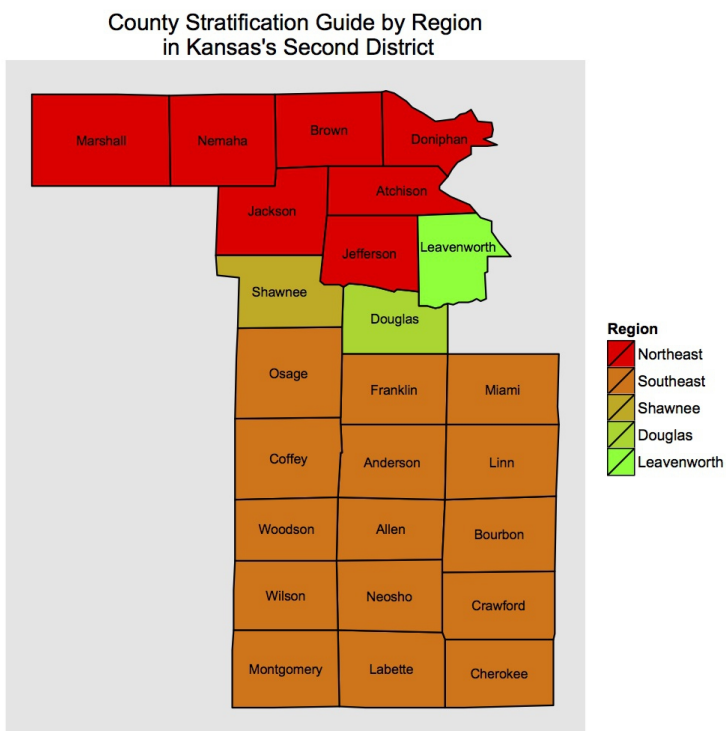 County Stratification Guide by Region
in Kansas's Second District
Marshall
Nemaha
Brown
Doniphan
Atchison
Jackson
Jefferson
Leavenworth
Shawnee
Douglas
Osage
Franklin
Miami
Coffey
Anderson
Linn
Woodson
Allen
Bourbon
Wilson
Neosho
Crawford
Montgomery
Labette
Cherokee
Region
Northeast
Southeast
Shawnee
Douglas
Leavenworth